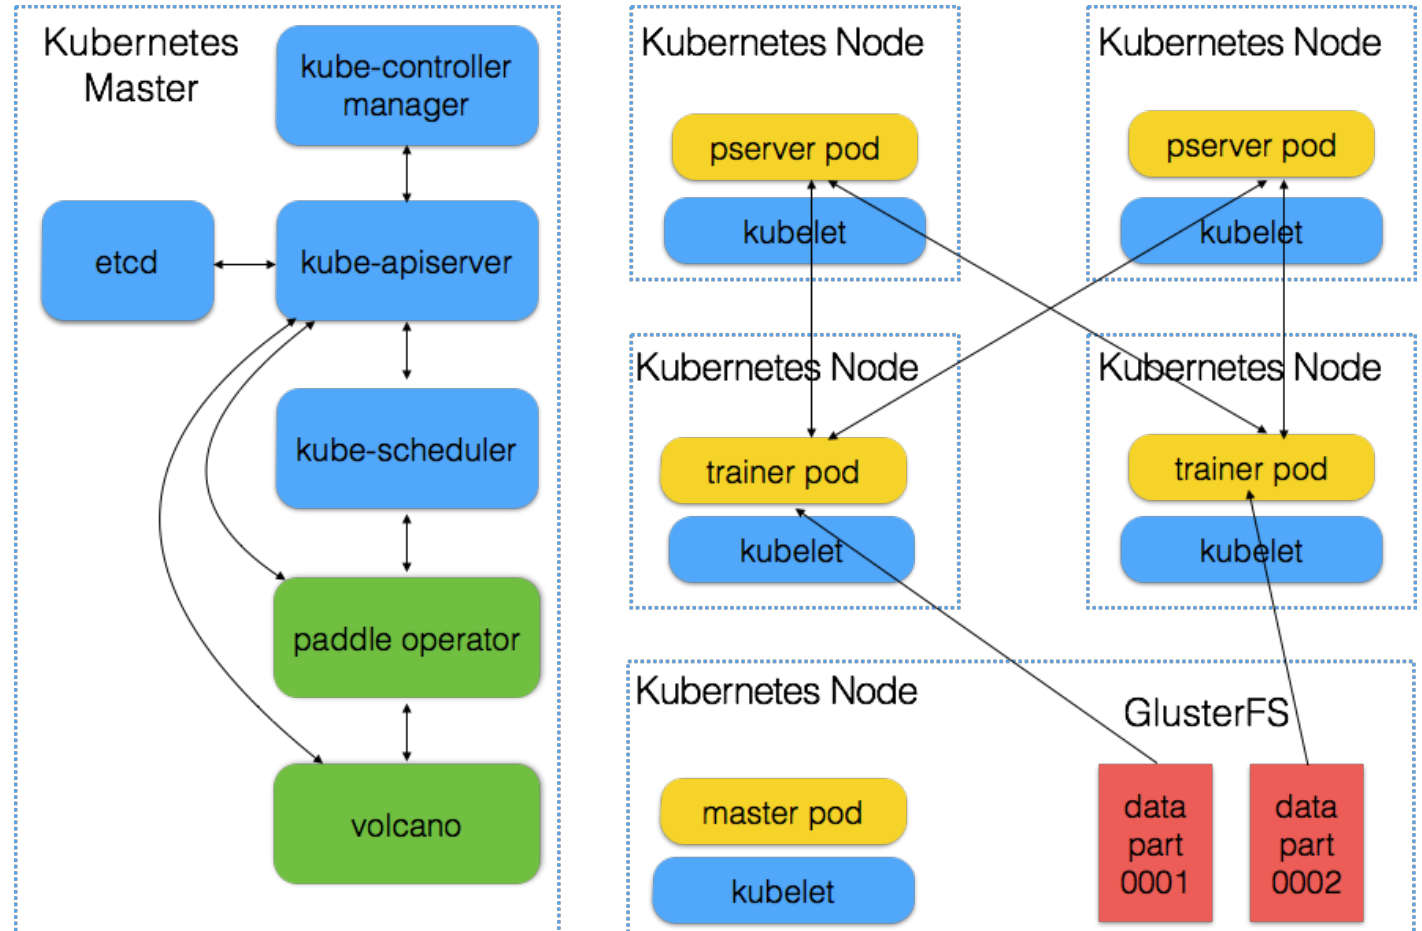 Kubernetes
Master
kube-controller
manager
etcd
kube-apiserver
kube-scheduler
paddle operator
volcano
Kubernetes Node
pserver pod
kubelet
Kubernetes Node
pserver pod
kubelet
Kubernetes Node
trainer pod
kubelet
Kubernetes Node
trainer pod
kubelet
Kubernetes Node
GlusterFS
master pod
kubelet
data
part
0001
data
part
0002